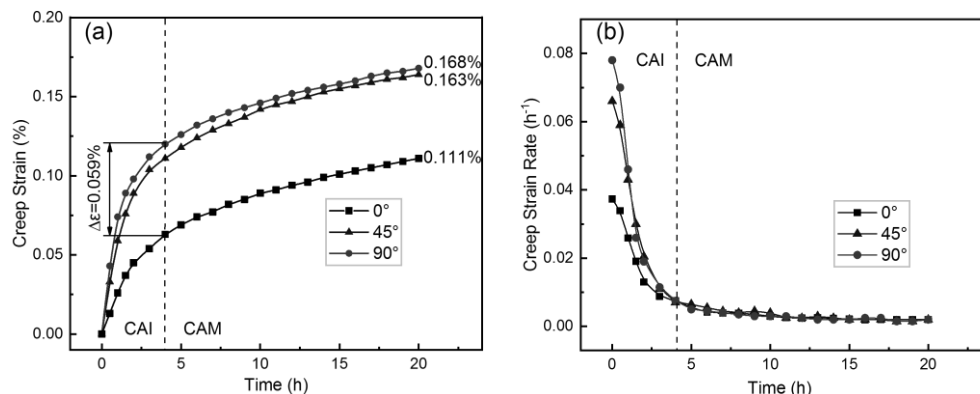 (a)
0.20
0.15
0.10
0.05
0.00
Creep Strain (%)
Δε=0.059%
0.168%
0.163%
0.111%
0°
45°
90°
CAI
CAM
0
5
10
15
20
Time (h)
(b)
CAI
CAM
0.08
0.06
0.04
0.02
0.00
Creep Strain Rate (h⁻¹)
0°
45°
90°
0
5
10
15
20
Time (h)